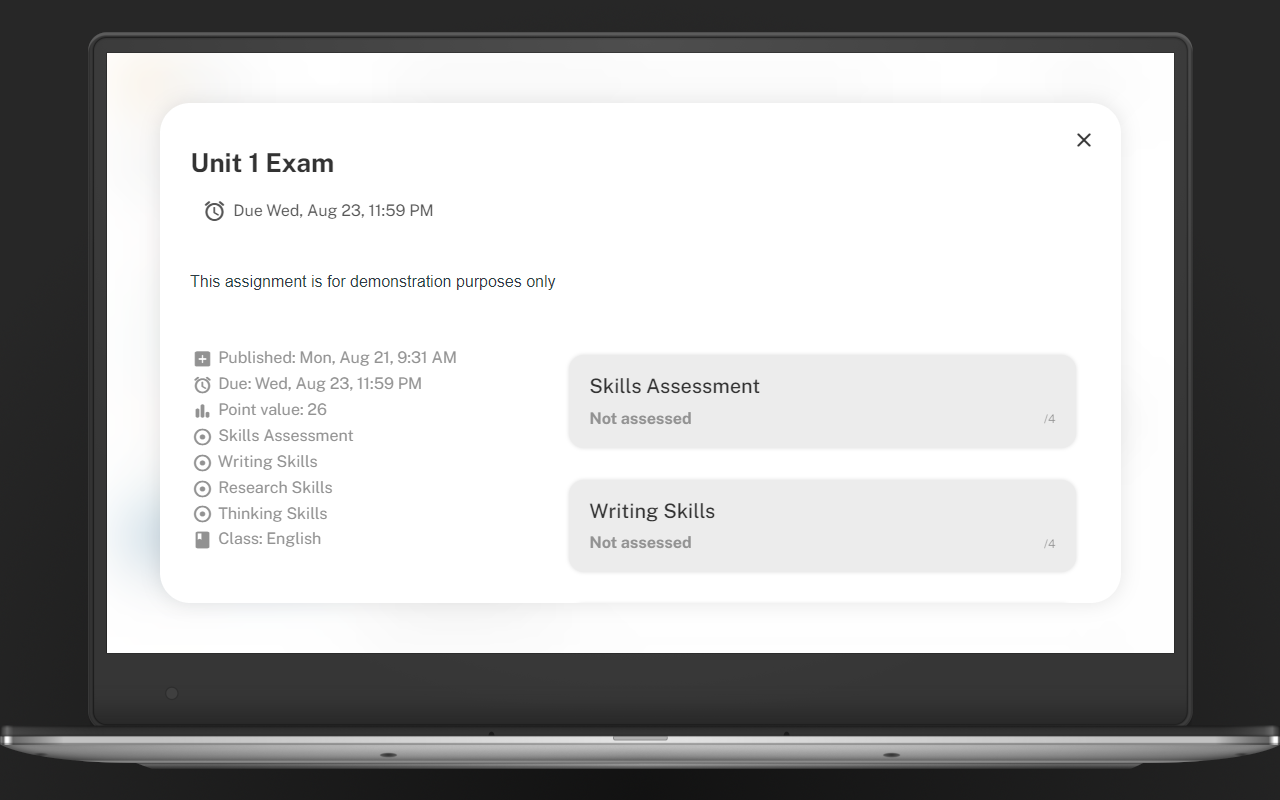 Unit 1 Exam
Due Wed, Aug 23, 11:59 PM
This assignment is for demonstration purposes only
Published: Mon, Aug 21, 9:31 AM
Due: Wed, Aug 23, 11:59 PM
Point value: 26
Skills Assessment
Writing Skills
Research Skills
Thinking Skills
Class: English
Skills Assessment
Not assessed
/4
Writing Skills
Not assessed
/4